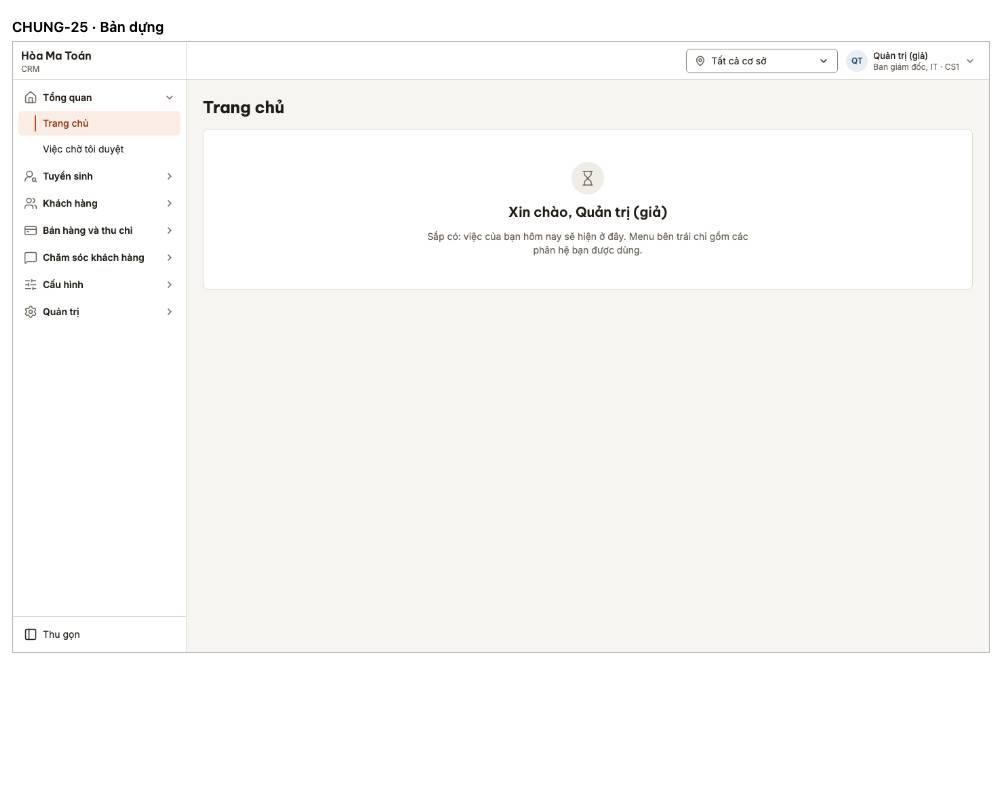 CHUNG-25 · Bản dựng
Hòa Ma Toán
CRM
Tất cả cơ sở
QT
Quản trị (giả)
Ban giám đốc, IT · CS1
Tổng quan
Trang chủ
Việc chờ tôi duyệt
Tuyển sinh
Khách hàng
Bán hàng và thu chi
Chăm sóc khách hàng
Cấu hình
Quản trị
Thu gọn
Trang chủ
Xin chào, Quản trị (giả)
Sắp có: việc của bạn hôm nay sẽ hiện ở đây. Menu bên trái chỉ gồm các
phân hệ bạn được dùng.